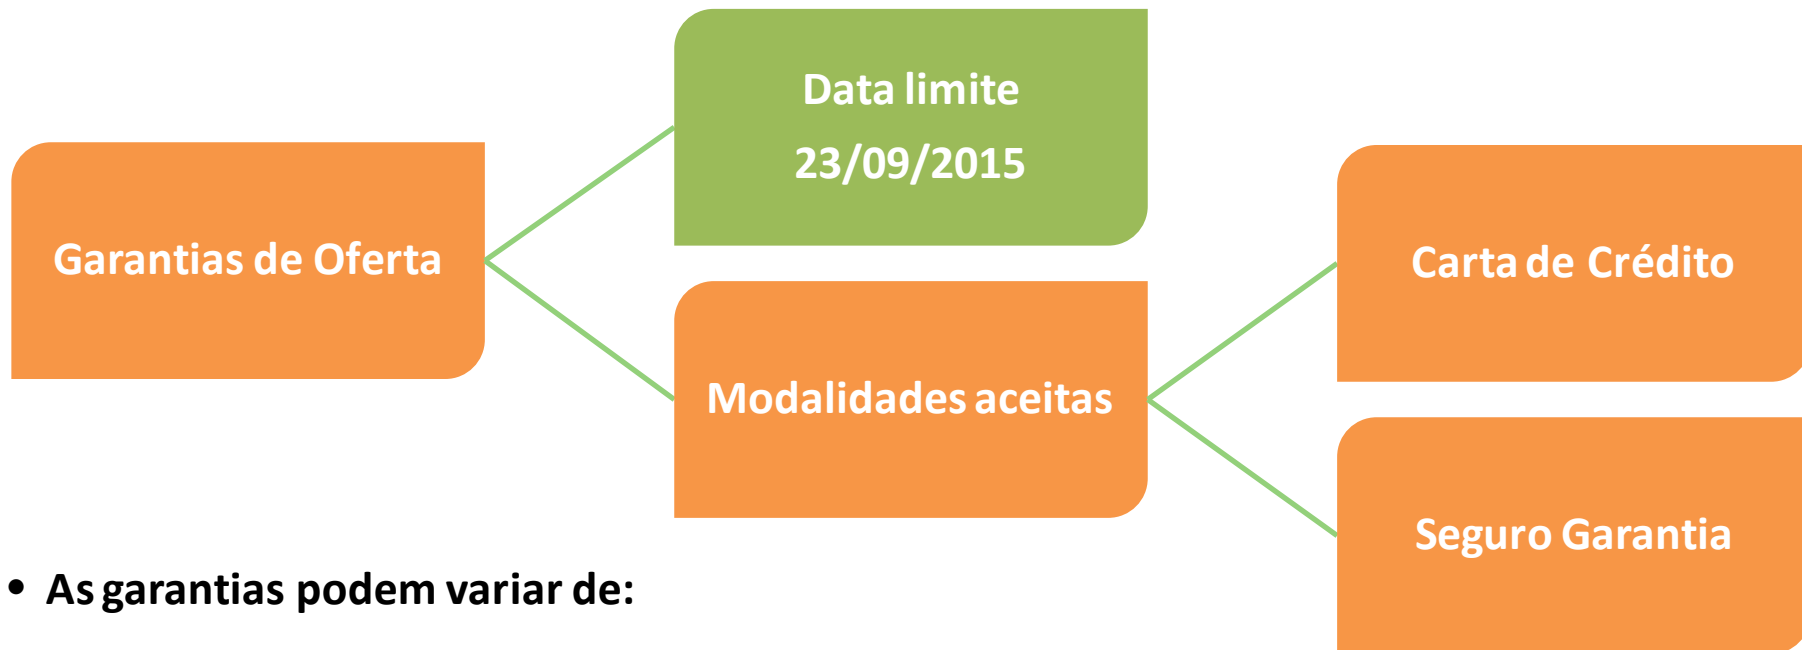 Data limite
23/09/2015
Garantias de Oferta
Carta de Crédito
Modalidades aceitas
Seguro Garantia
• As garantias podem variar de: